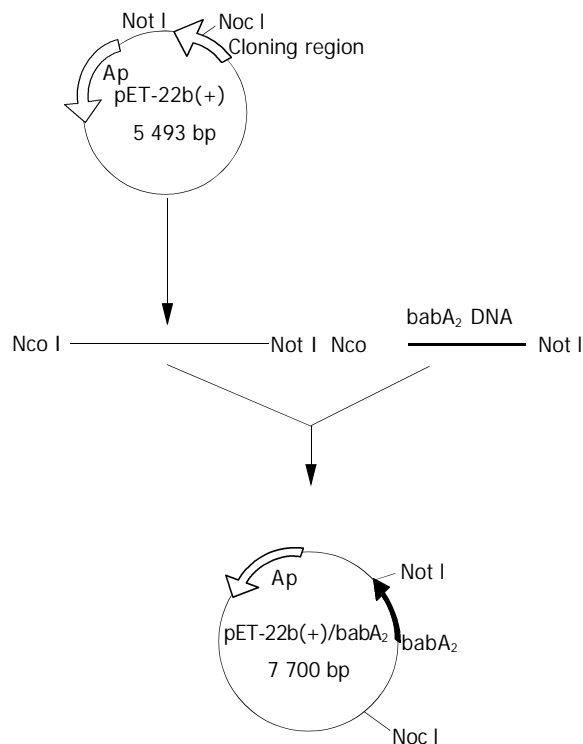 Not I
Noc I
Cloning region
Ap
pET-22b(+)
5 493 bp
babA₂ DNA
Nco I
Not I Nco
Not I
Ap
Not I
pET-22b(+)/babA₂
babA₂
7 700 bp
Noc I